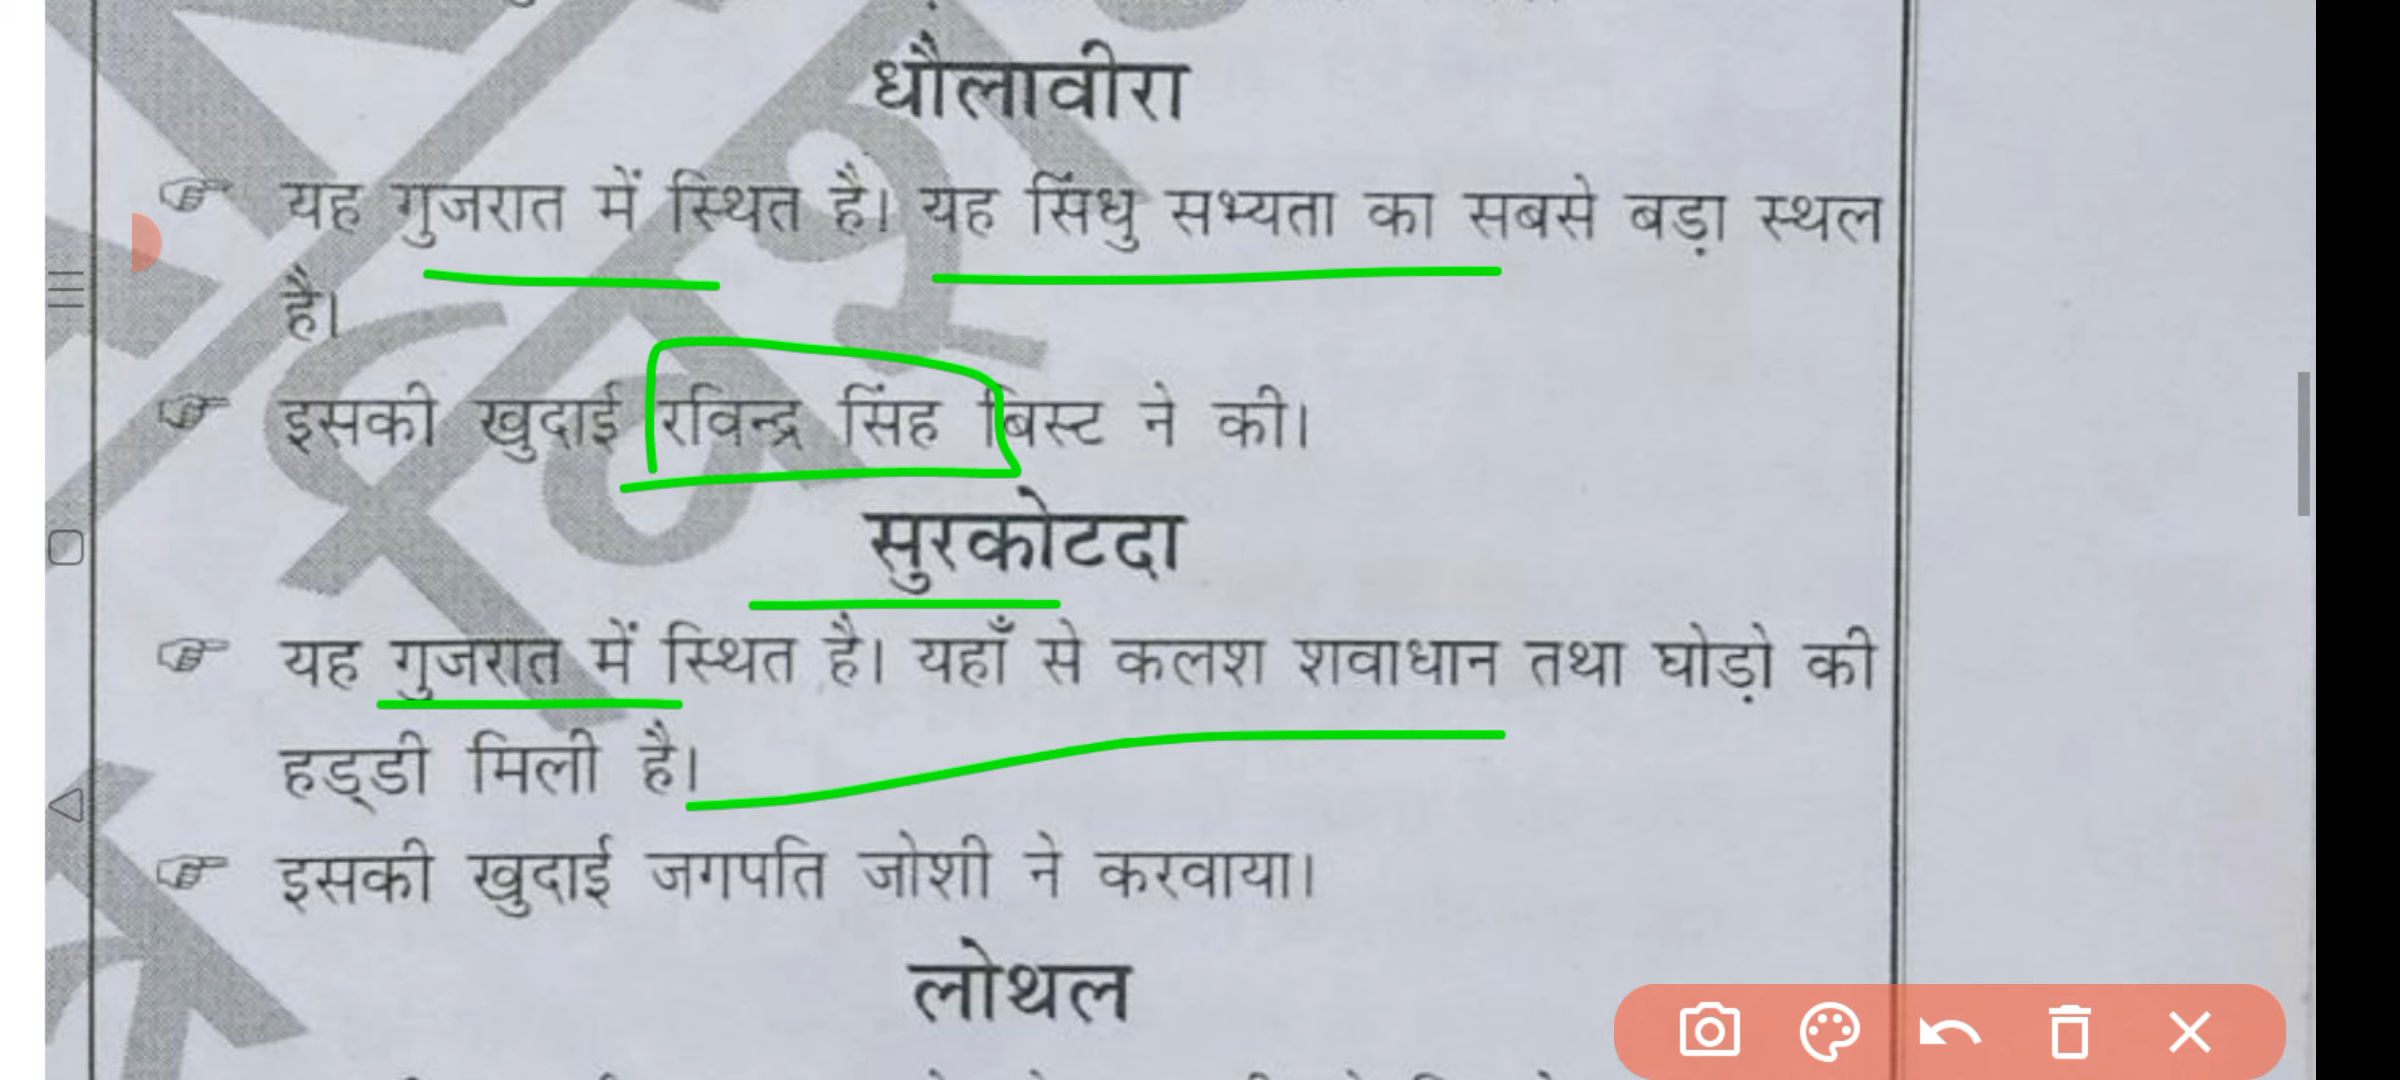 धौलावीरा
यह गुजरात में स्थित है। यह सिंधु सभ्यता का सबसे बड़ा स्थल
है।
इसकी खुदाई रविन्द्र सिंह बिस्ट ने की।
सुरकोटदा
यह गुजरात में स्थित है। यहाँ से कलश शवाधान तथा घोड़ो की
हड्डी मिली है।
इसकी खुदाई जगपति जोशी ने करवाया।
लोथल